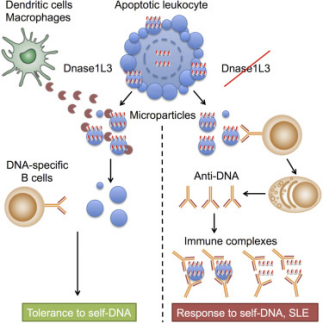 Dendritic cells
Macrophages
Apoptotic leukocyte
Dnase1L3
Dnase1L3
Microparticles
DNA-specific
B cells
Anti-DNA
Immune complexes
Tolerance to self-DNA
Response to self-DNA, SLE